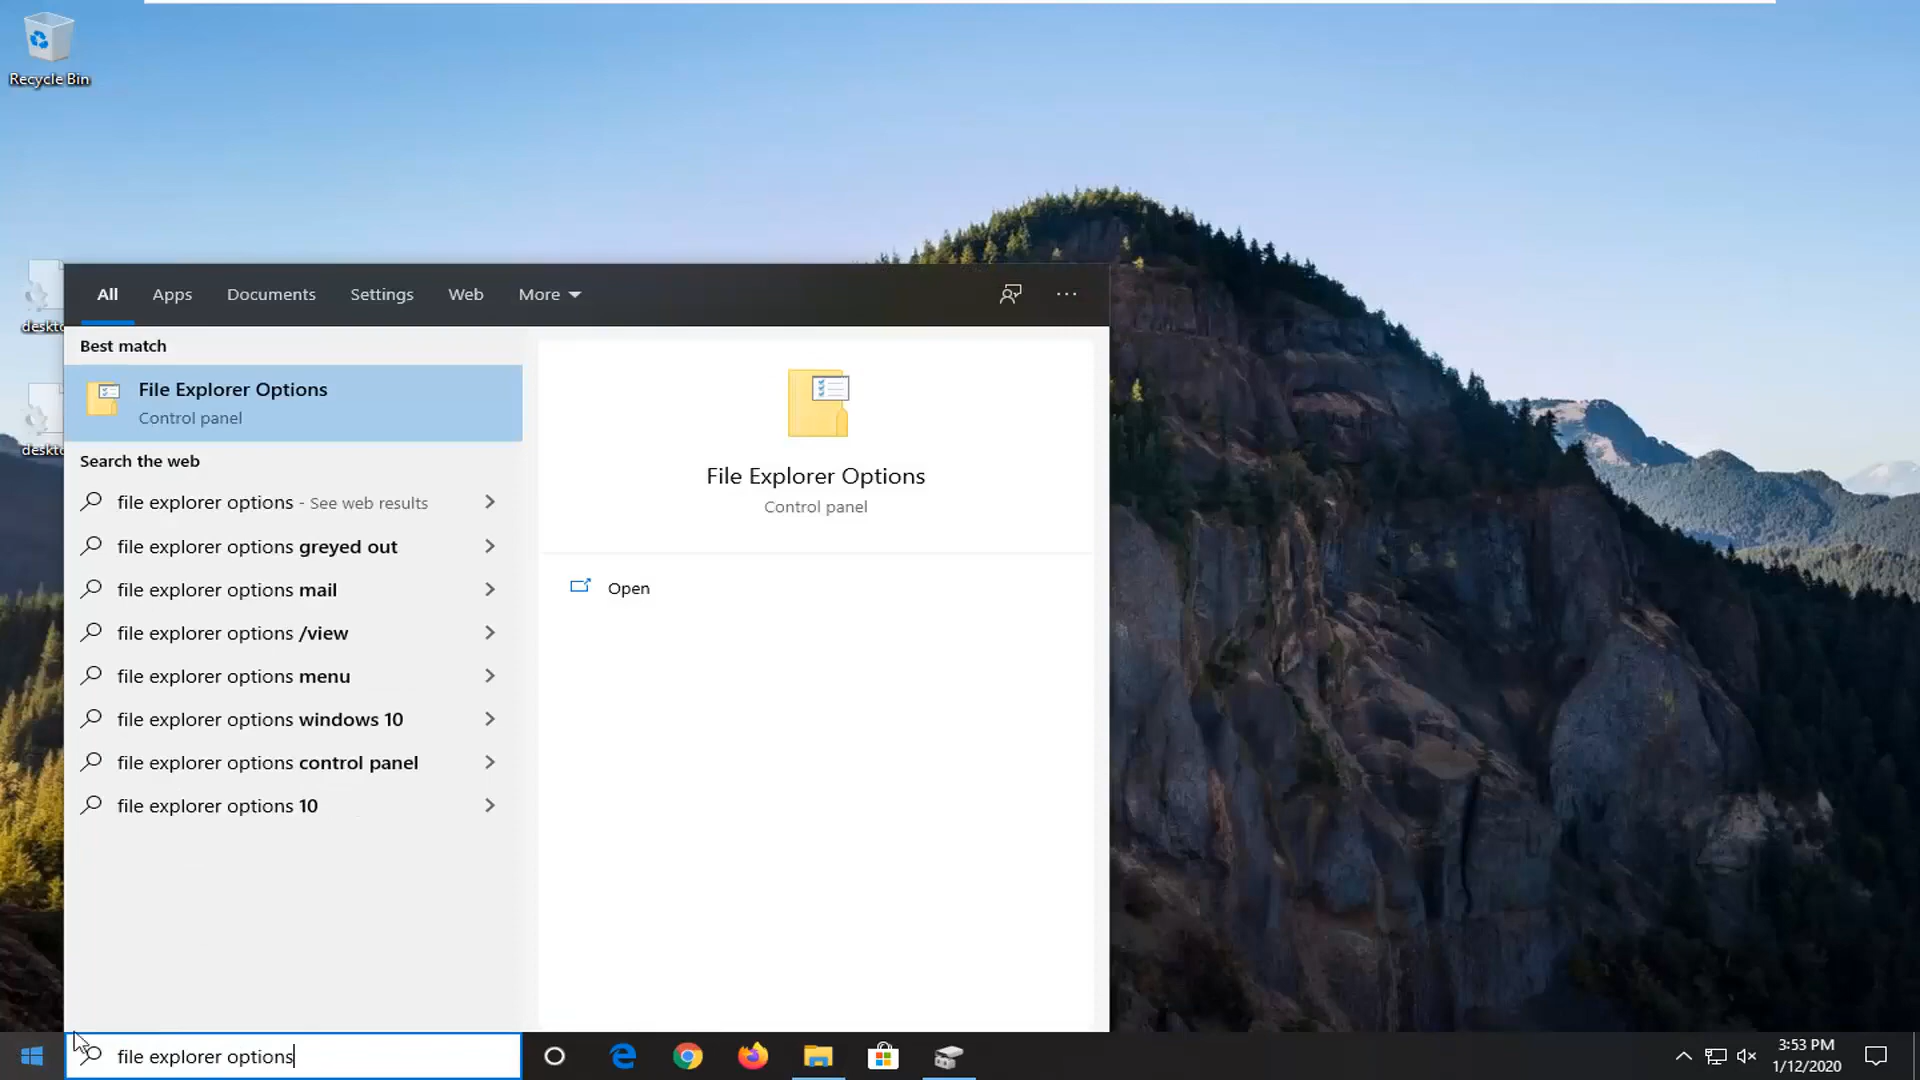 Recycle Bin
deskto
deskto
All Apps Documents Settings Web More
Best match
File Explorer Options
Control panel
Search the web
file explorer options - See web results
file explorer options greyed out
file explorer options mail
file explorer options /view
file explorer options menu
file explorer options windows 10
file explorer options control panel
file explorer options 10
File Explorer Options
Control panel
Open
file explorer options
3:53 PM
1/12/2020